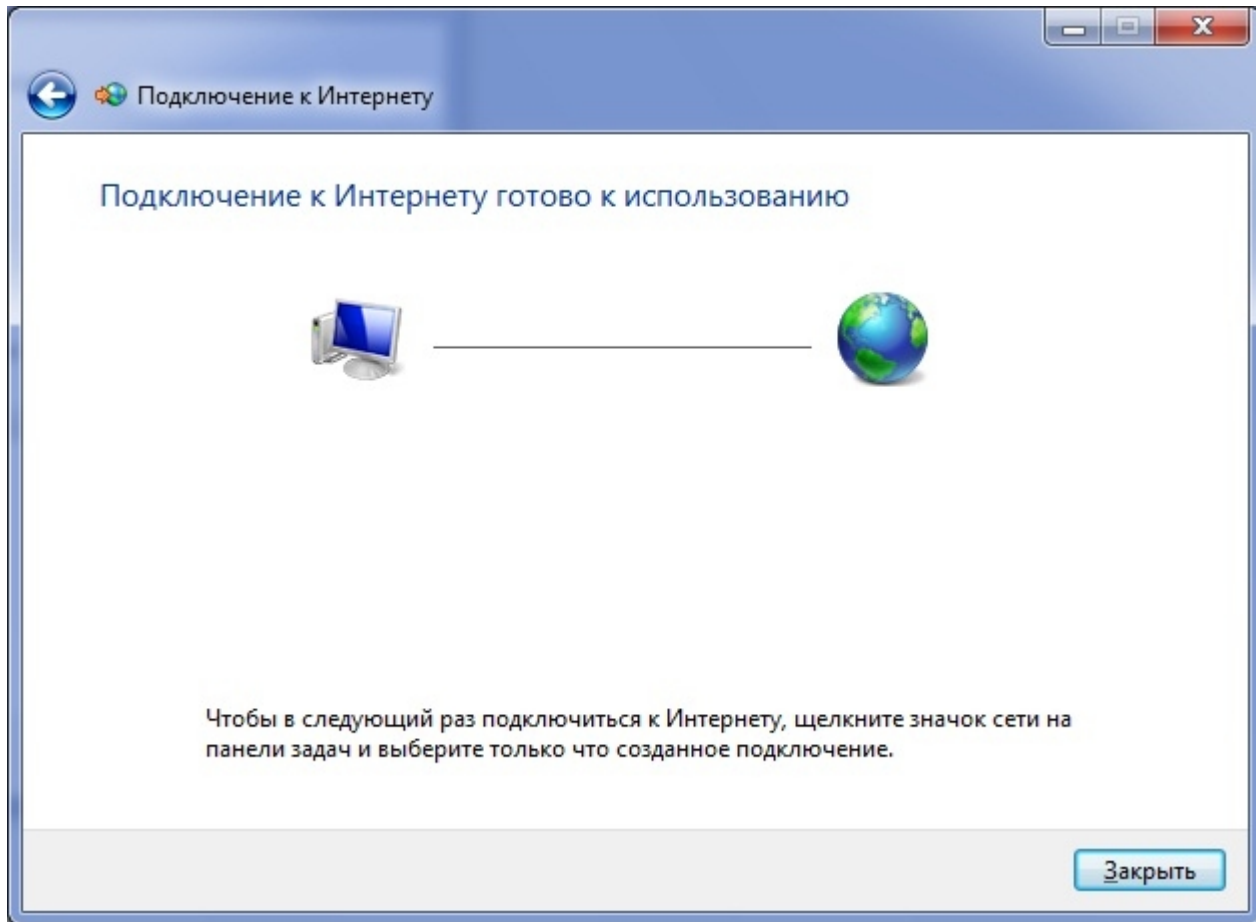 Подключение к Интернету
Подключение к Интернету готово к использованию
Чтобы в следующий раз подключиться к Интернету, щелкните значок сети на
панели задач и выберите только что созданное подключение.
Закрыть